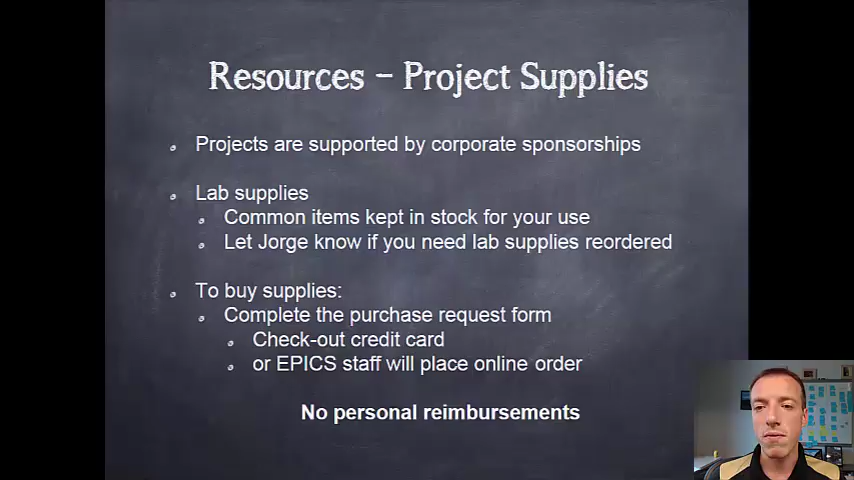 Resources – Project Supplies
Projects are supported by corporate sponsorships
Lab supplies
Common items kept in stock for your use
Let Jorge know if you need lab supplies reordered
To buy supplies:
Complete the purchase request form
Check-out credit card
or EPICS staff will place online order
No personal reimbursements